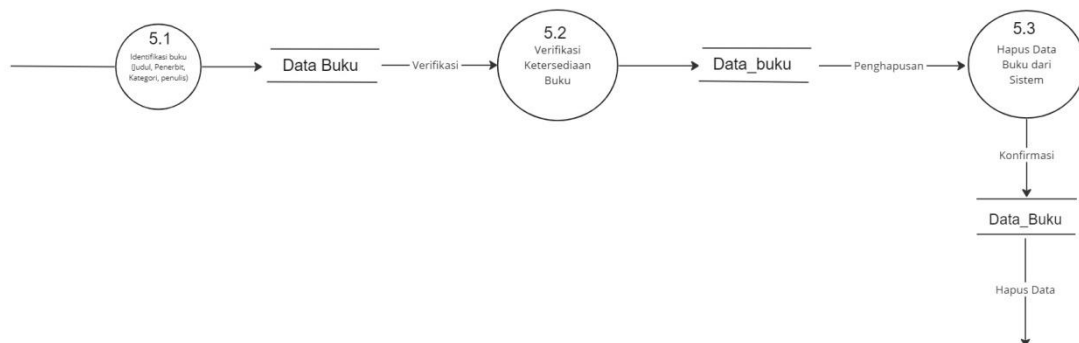 5.1
Identifikasi buku
(Judul, Penerbit,
Kategori, penulis)
Data Buku
Verifikasi
5.2
Verifikasi
Ketersediaan
Buku
Data_buku
Penghapusan
5.3
Hapus Data
Buku dari
Sistem
Konfirmasi
Data_Buku
Hapus Data